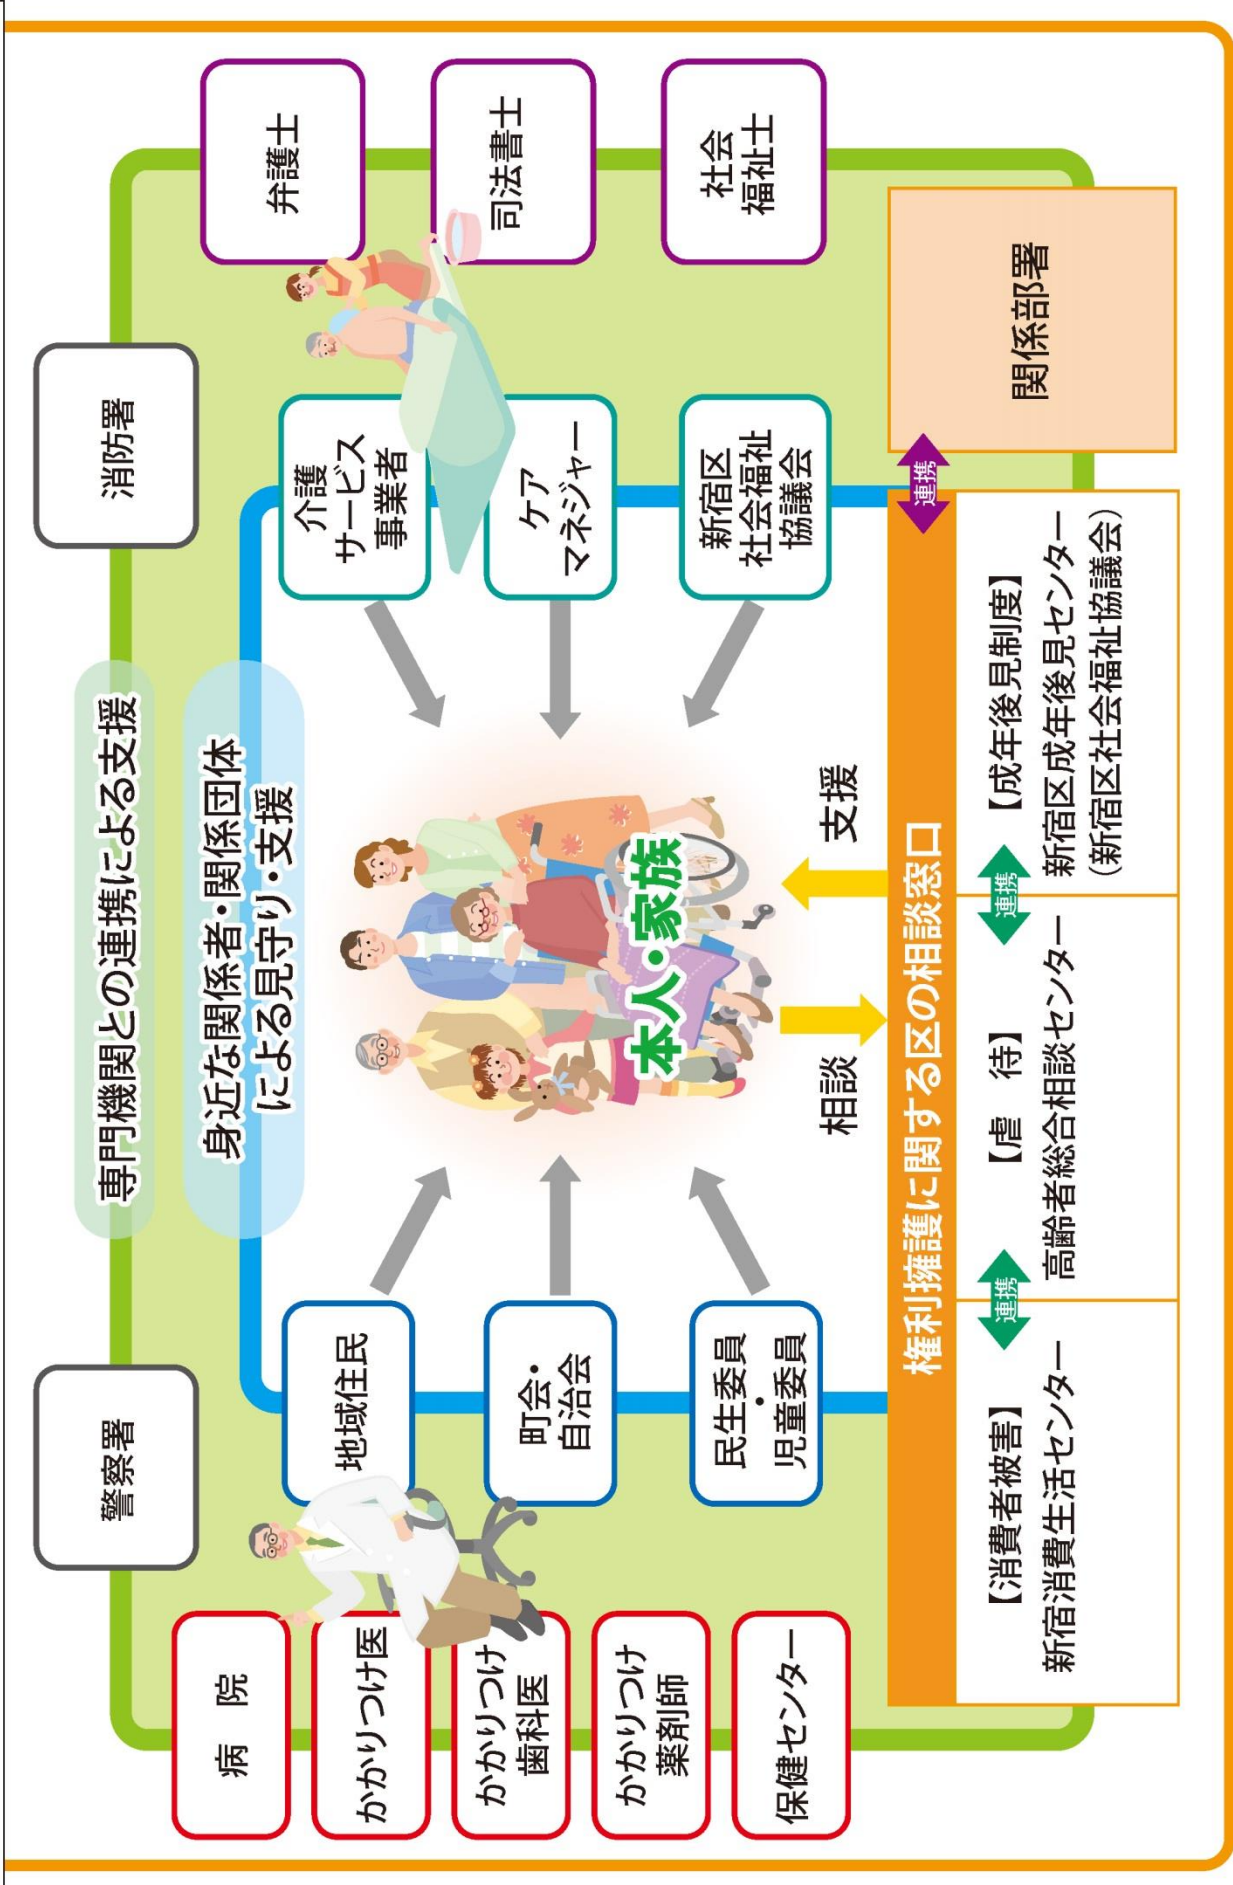 警察署
消防署
専門機関との連携による支援
身近な関係者・関係団体
による見守り・支援
病　院
かかりつけ医
かかりつけ
歯科医
かかりつけ
薬剤師
保健センター
地域住民
町会・
自治会
民生委員
・
児童委員
本人・家族
介護
サービス
事業者
ケア
マネジャー
新宿区
社会福祉
協議会
弁護士
司法書士
社会
福祉士
相談
支援
権利擁護に関する区の相談窓口
連携
関係部署
【消費者被害】
新宿消費生活センター
連携
【虐　待】
高齢者総合相談センター
連携
【成年後見制度】
新宿区成年後見センター
（新宿区社会福祉協議会）